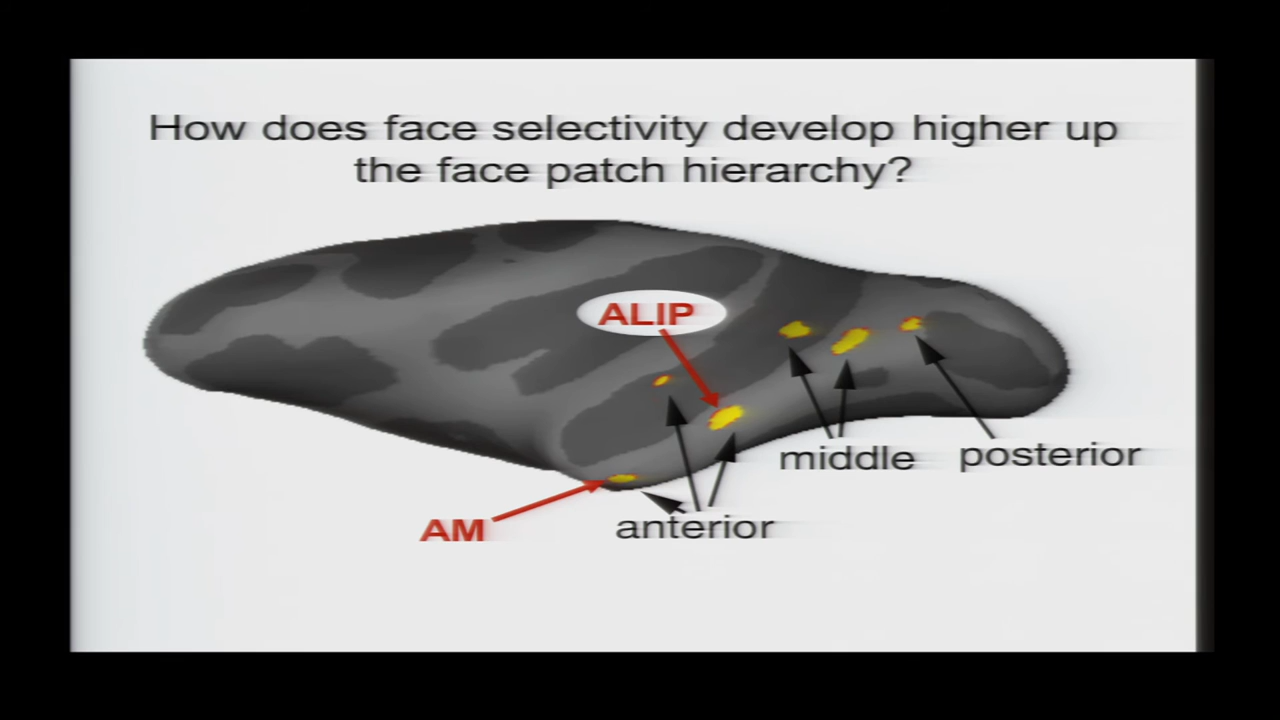 How does face selectivity develop higher up
the face patch hierarchy?
ALIP
middle
posterior
AM
anterior